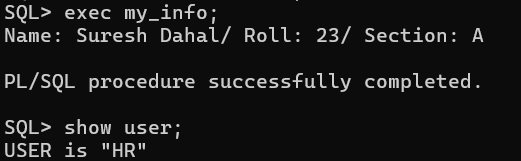 SQL> exec my_info;
Name: Suresh Dahal/ Roll: 23/ Section: A
PL/SQL procedure successfully completed.
SQL> show user;
USER is "HR"